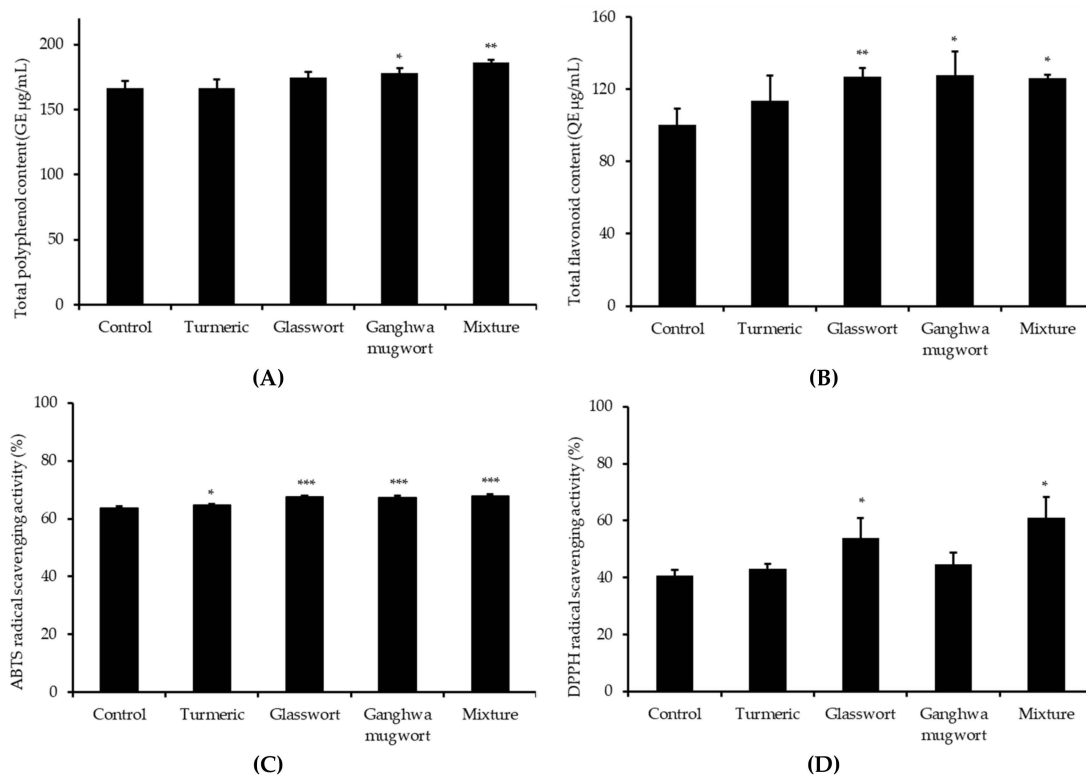 Total polyphenol content (GE µg/mL)
200
150
100
50
0
*
**
Control
Turmeric
Glasswort
Ganghwa
mugwort
Mixture
(A)
Total flavonoid content (QE µg/mL)
160
120
80
40
0
**
*
*
Control
Turmeric
Glasswort
Ganghwa
mugwort
Mixture
(B)
ABTS radical scavenging activity (%)
100
80
60
40
20
0
*
***
***
***
Control
Turmeric
Glasswort
Ganghwa
mugwort
Mixture
(C)
DPPH radical scavenging activity (%)
100
80
60
40
20
0
*
*
Control
Turmeric
Glasswort
Ganghwa
mugwort
Mixture
(D)